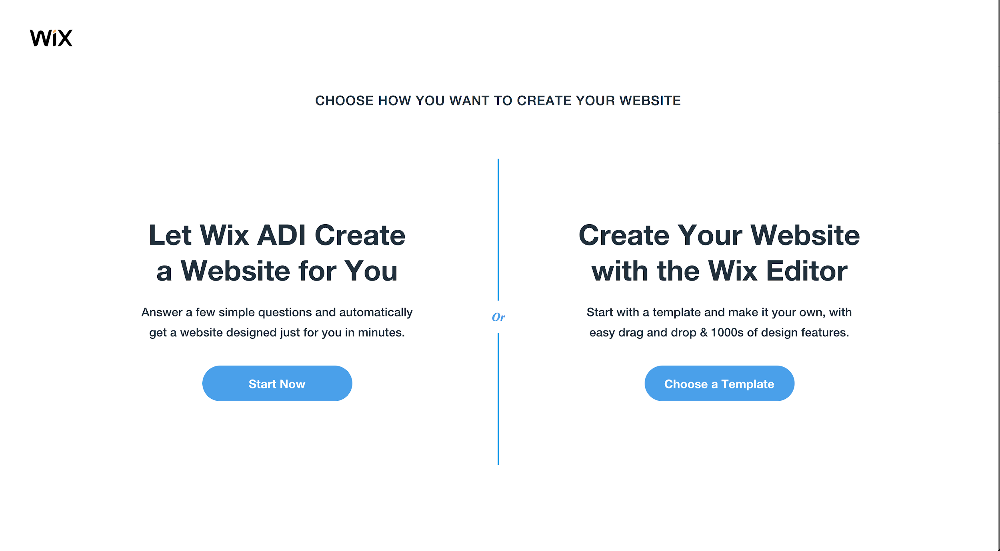 WiX
CHOOSE HOW YOU WANT TO CREATE YOUR WEBSITE
Let Wix ADI Create
a Website for You
Answer a few simple questions and automatically
get a website designed just for you in minutes.
Start Now
Or
Create Your Website
with the Wix Editor
Start with a template and make it your own, with
easy drag and drop & 1000s of design features.
Choose a Template